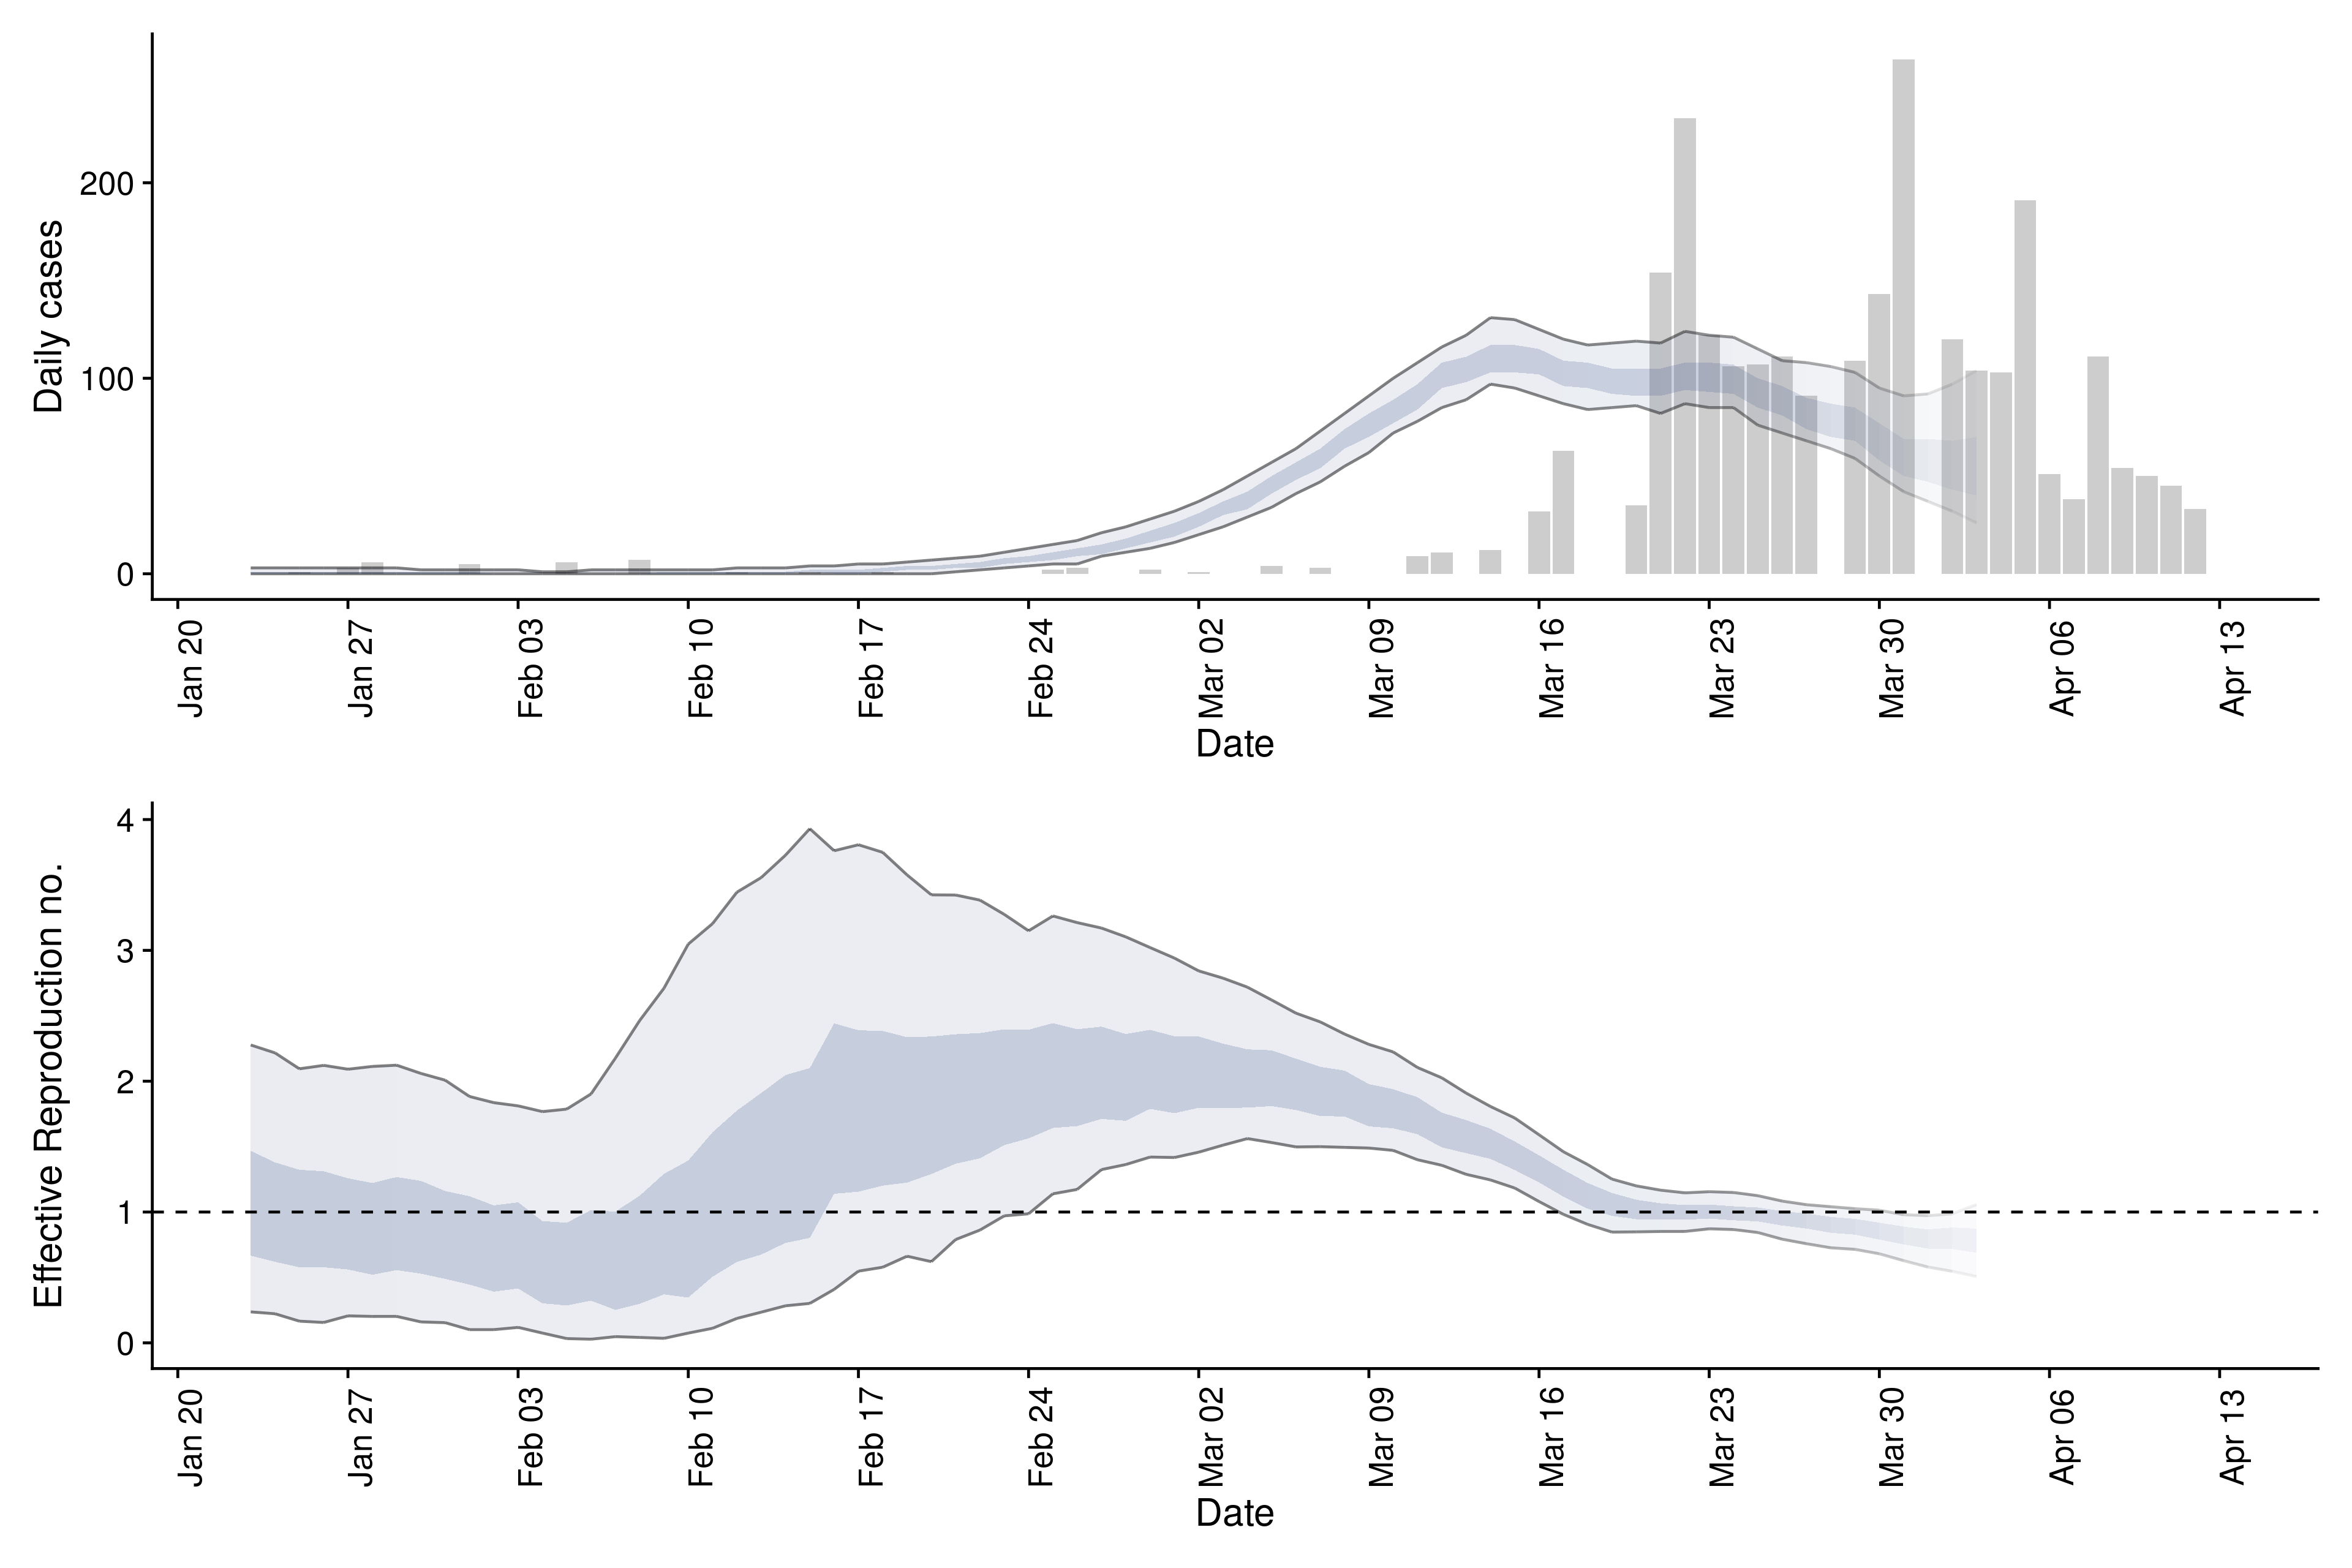 Daily cases
200
100
0
Jan 20
Jan 27
Feb 03
Feb 10
Feb 17
Feb 24
Mar 02
Mar 09
Mar 16
Mar 23
Mar 30
Apr 06
Apr 13
Date
Effective Reproduction no.
4
3
2
1
0
Jan 20
Jan 27
Feb 03
Feb 10
Feb 17
Feb 24
Mar 02
Mar 09
Mar 16
Mar 23
Mar 30
Apr 06
Apr 13
Date